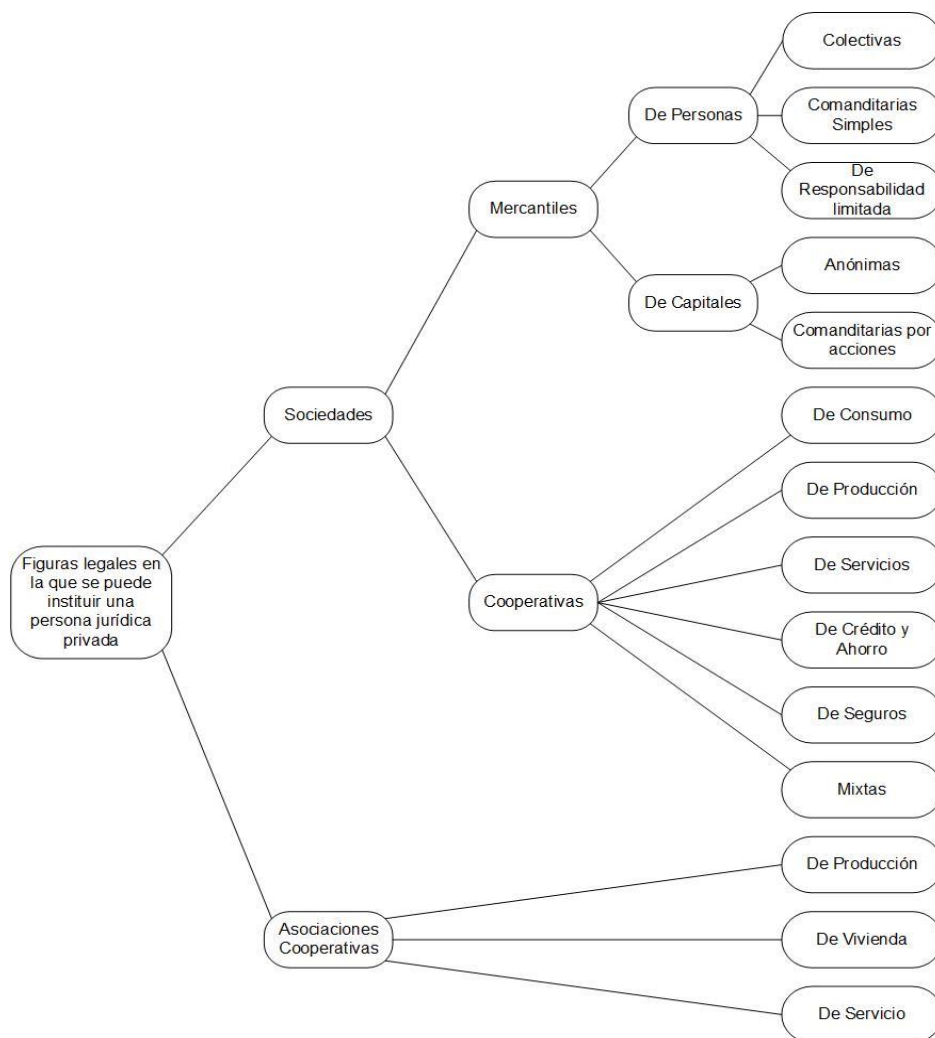 Colectivas
De Personas
Comanditarias
Simples
De
Responsabilidad
limitada
Mercantiles
Anónimas
De Capitales
Comanditarias por
acciones
Sociedades
De Consumo
De Producción
De Servicios
Figuras legales en
la que se puede
instituir una
persona jurídica
privada
Cooperativas
De Crédito y
Ahorro
De Seguros
Mixtas
De Producción
Asociaciones
Cooperativas
De Vivienda
De Servicio